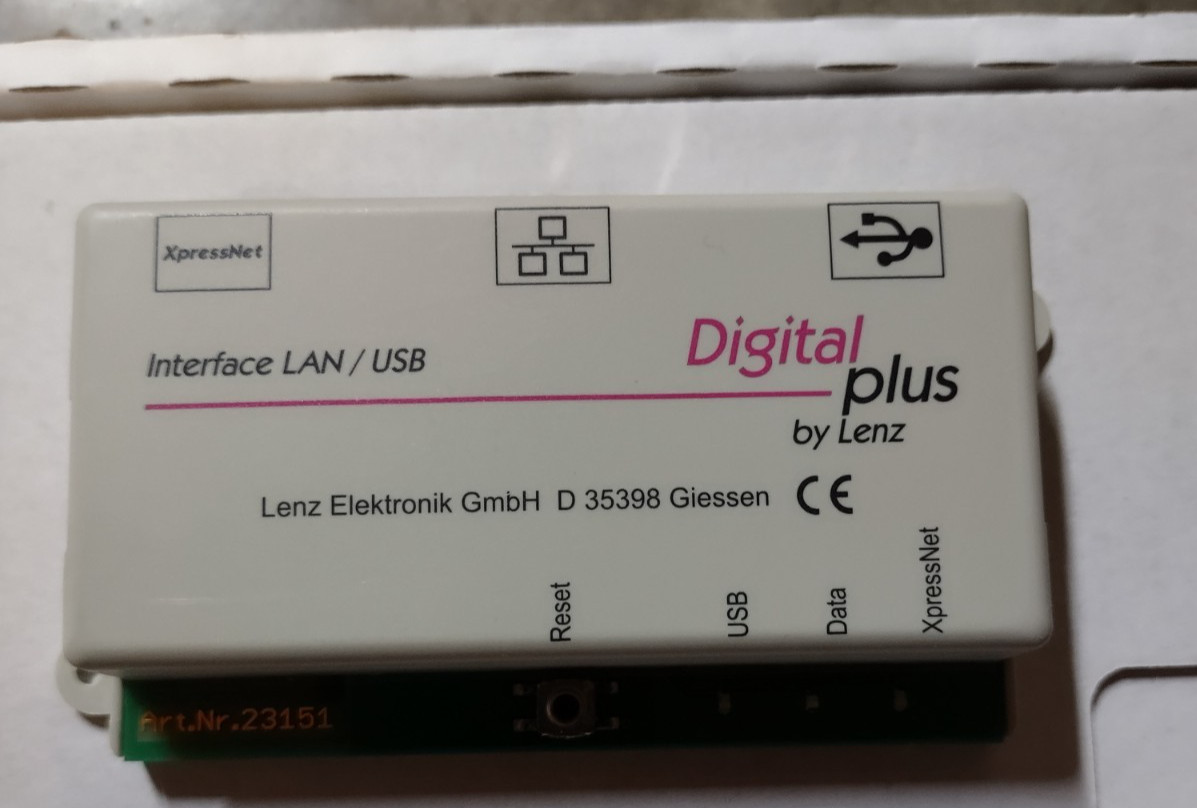 XpressNet
Interface LAN / USB
Digital
plus
by Lenz
Lenz Elektronik GmbH D 35398 Giessen CE
Reset
USB
Data
XpressNet
Art.Nr.23151